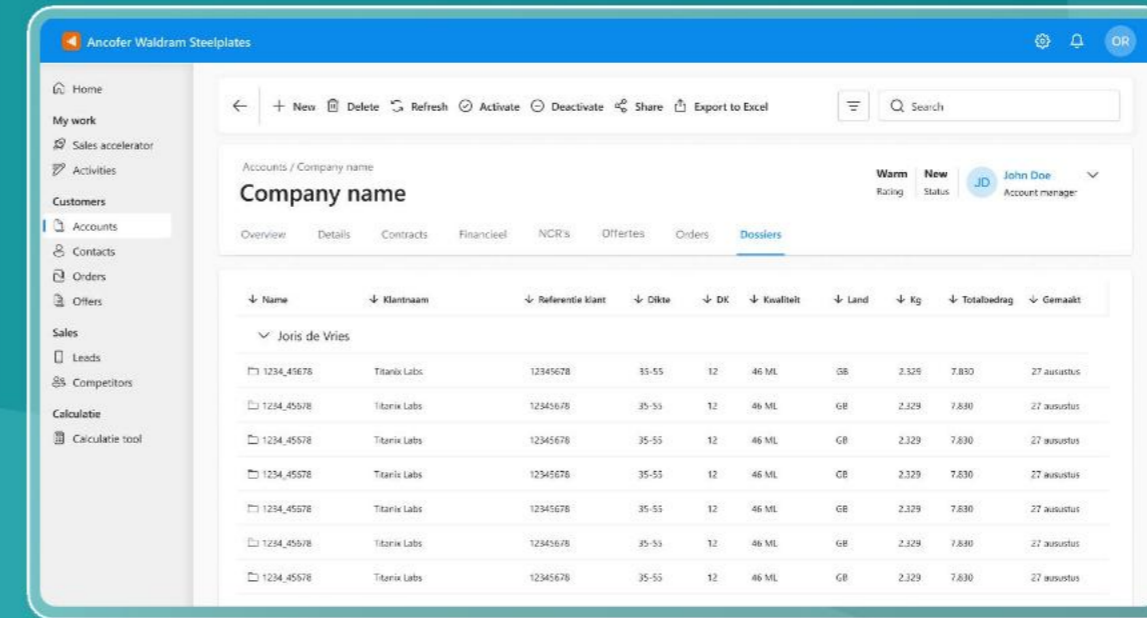 Ancofer Waldram Steelplates
OR
Home
My work
Sales accelerator
Activities
Customers
Accounts
Contacts
Orders
Offers
Sales
Leads
Competitors
Calculatie
Calculatie tool
New Delete Refresh Activate Deactivate Share Export to Excel Search
Accounts / Company name
Company name
Warm New JD John Doe
Rating Status Account manager
Overview Details Contracts Financieel NCR's Offertes Orders Dossiers
Name Klantnaam Referentie klant Dikte DK Kwaliteit Land Kg Totalbedrag Gemaakt
Joris de Vries
1234_45678 Titanix Labs 12345678 35-55 12 46 ML GB 2.329 7.830 27 ausustus
1234_45678 Titanix Labs 12345678 35-55 12 46 ML GB 2.329 7.830 27 ausustus
1234_45678 Titanix Labs 12345678 35-55 12 46 ML GB 2.329 7.830 27 ausustus
1234_45678 Titanix Labs 12345678 35-55 12 46 ML GB 2.329 7.830 27 ausustus
1234_45678 Titanix Labs 12345678 35-55 12 46 ML GB 2.329 7.830 27 ausustus
1234_45678 Titanix Labs 12345678 35-55 12 46 ML GB 2.329 7.830 27 ausustus
1234_45678 Titanix Labs 12345678 35-55 12 46 ML GB 2.329 7.830 27 ausustus